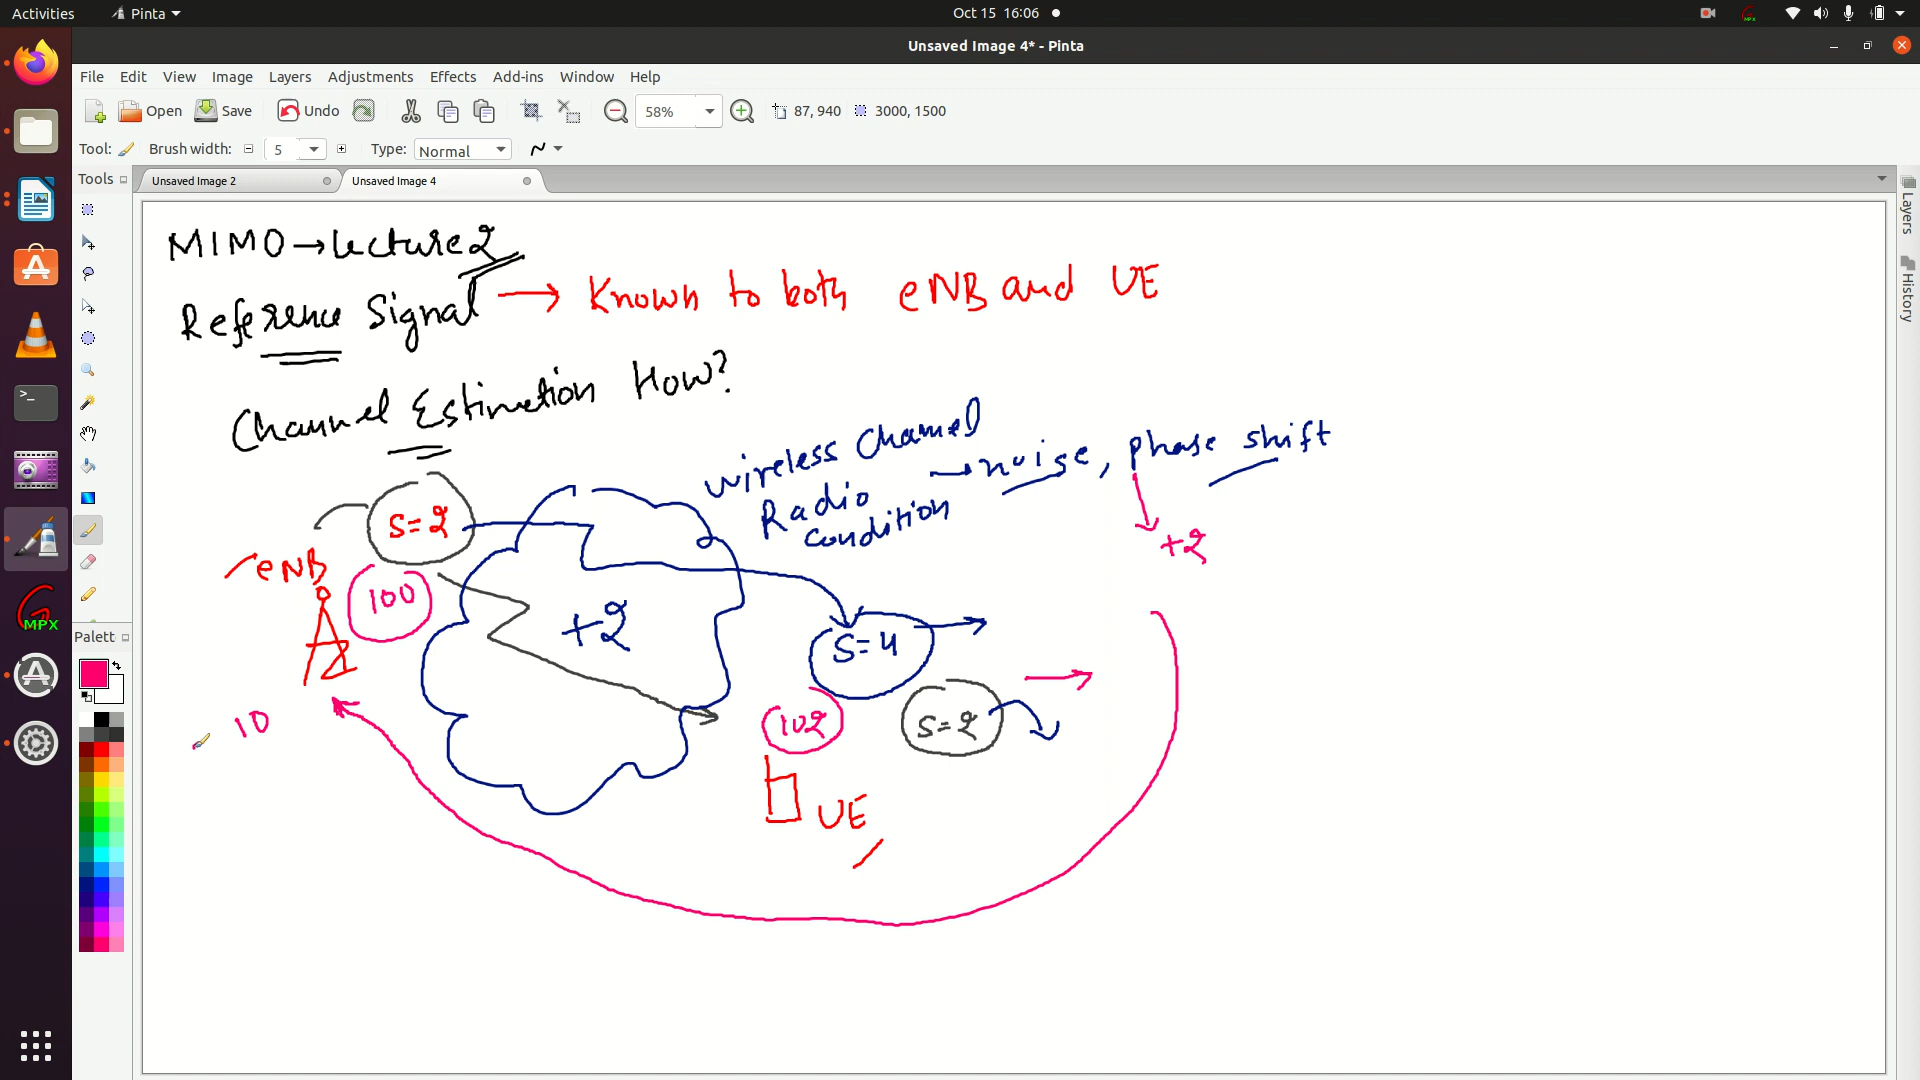 Activities
Pinta
Oct 15 16:06
Unsaved Image 4* - Pinta
File Edit View Image Layers Adjustments Effects Add-ins Window Help
Open Save Undo 58% 87, 940 3000, 1500
Tool: Brush width: 5 Type: Normal
Tools
Unsaved Image 2
Unsaved Image 4
Layers
History
MIMO → lecture 2
Reference Signal → Known to both eNB and UE
Channel Estimation How?
wireless Channel
Radio condition → noise, phase shift
+2
S=2
eNB
100
+2
S=4
102
S=2
10
UE
MPX
Palett